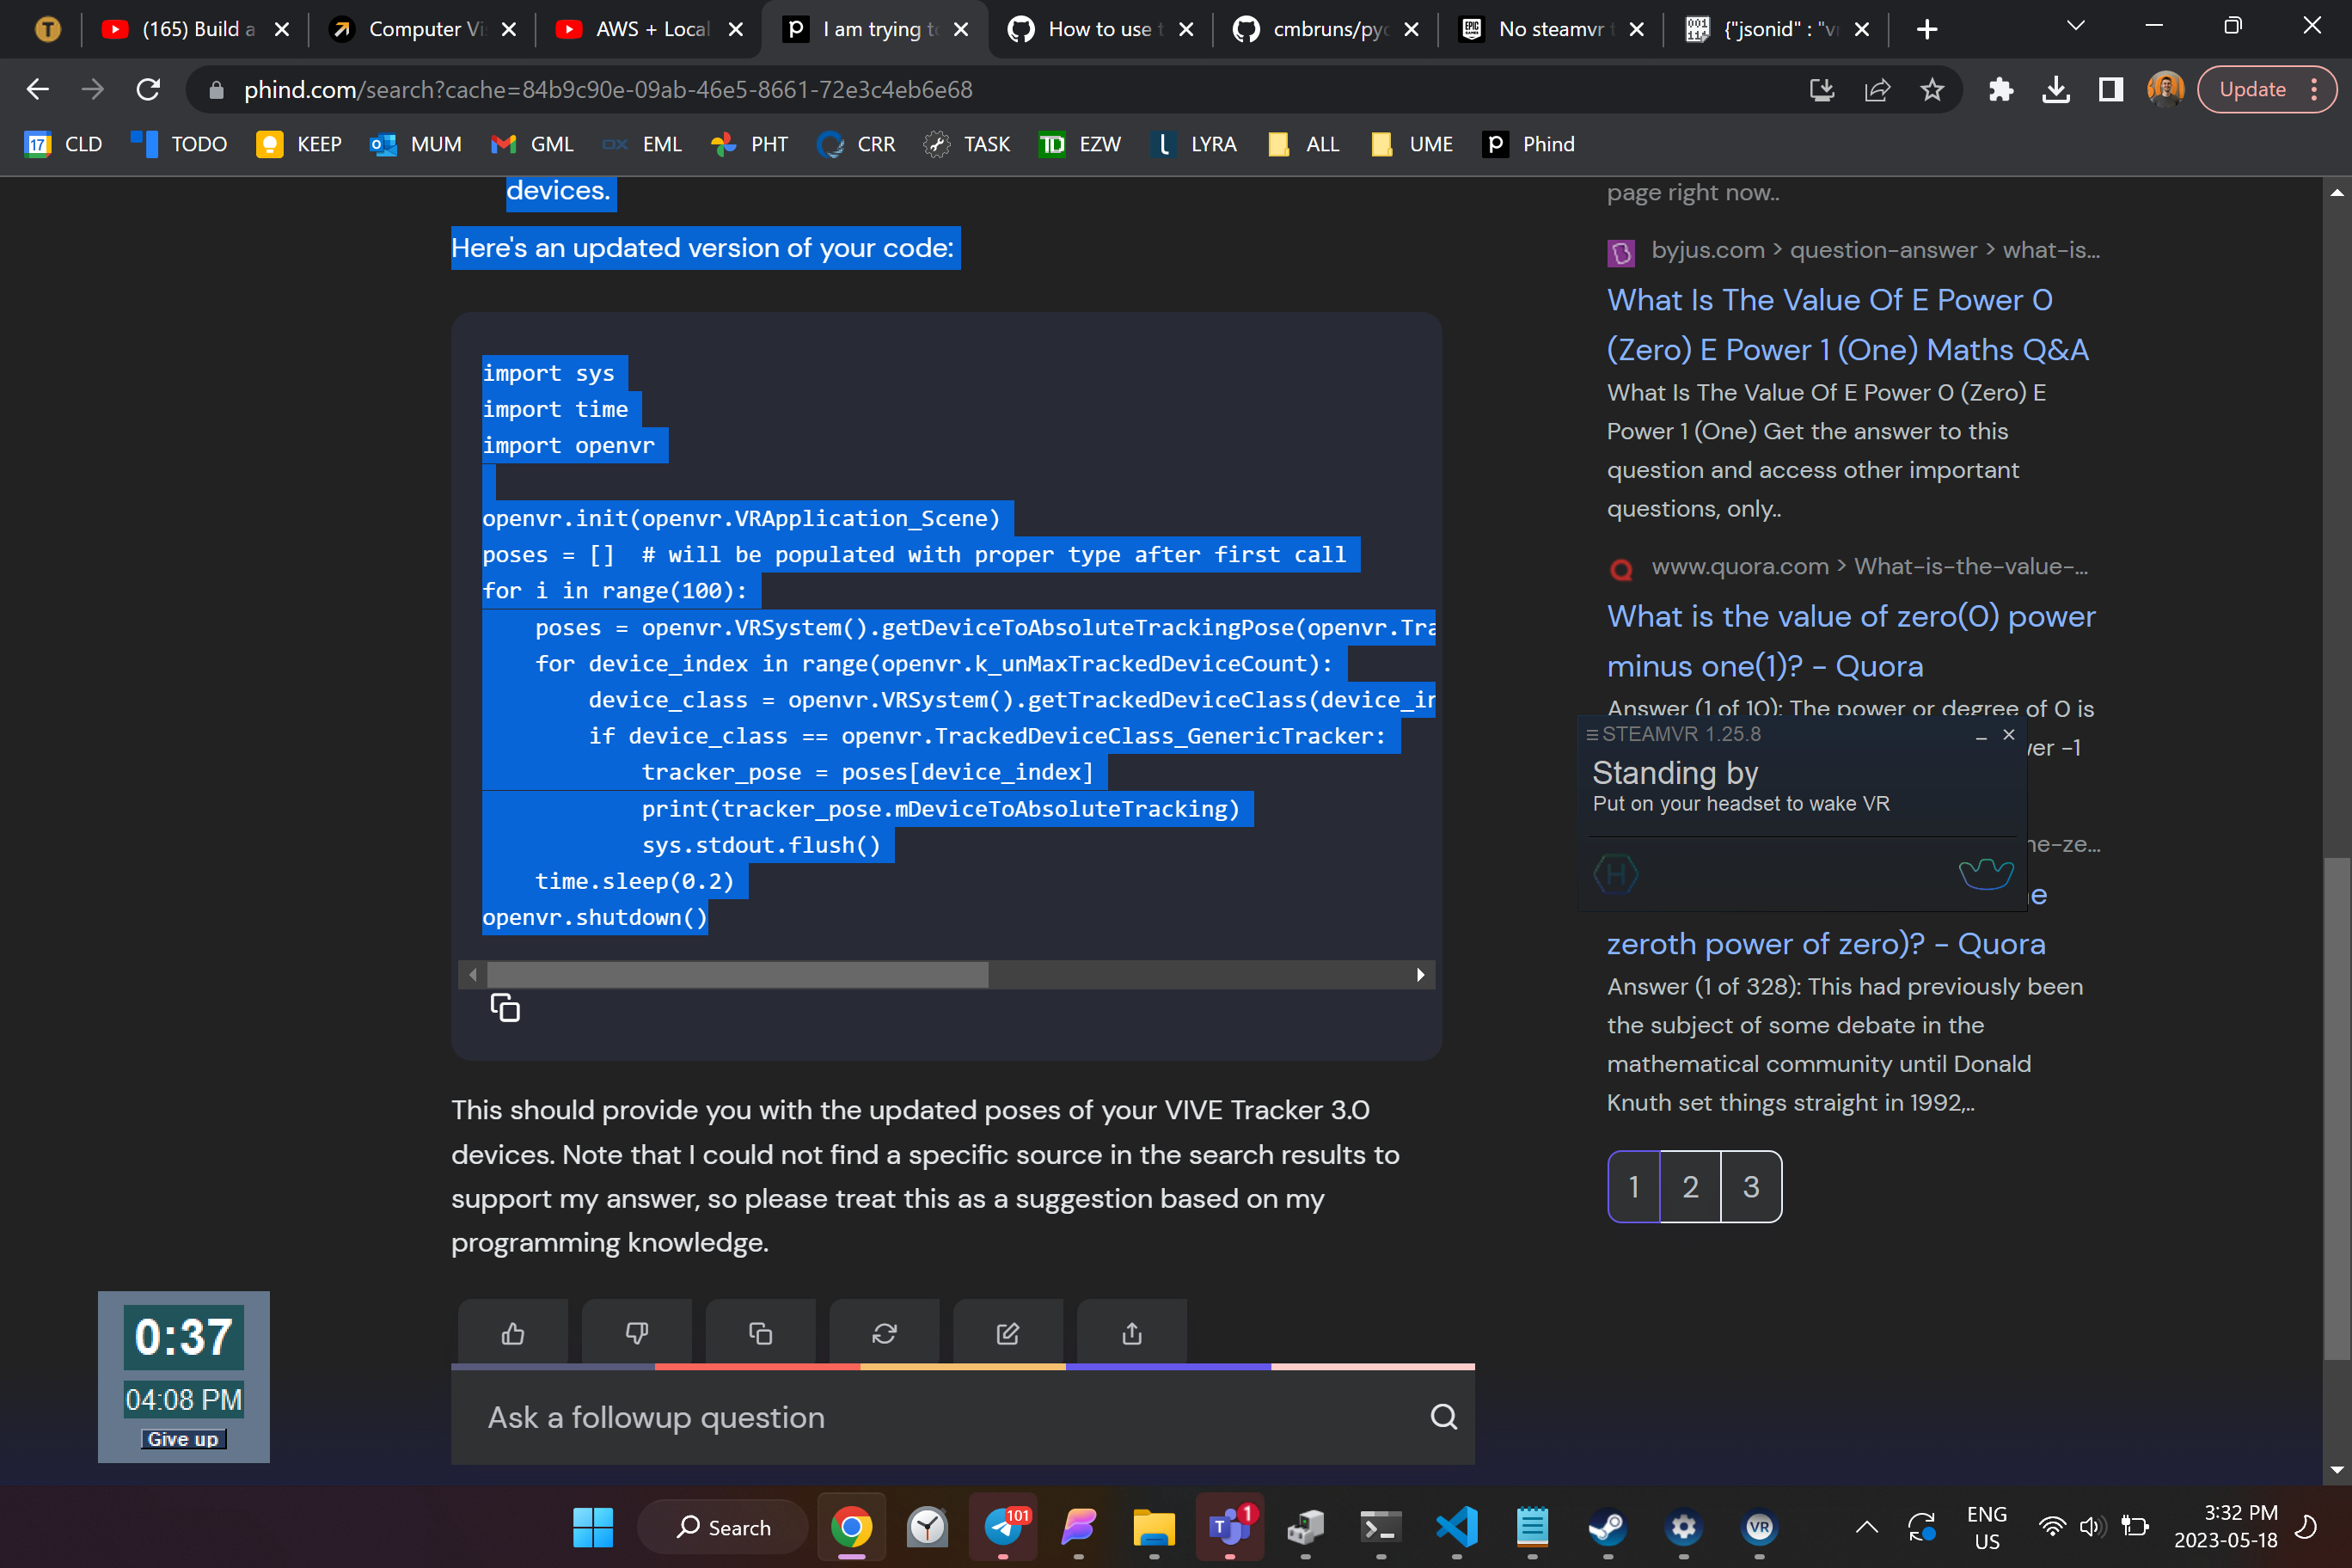 (165) Build a
Computer Vi
AWS + Local
I am trying to
How to use t
cmbruns/pyo
No steamvr t
{"jsonid" : "vr
phind.com/search?cache=84b9c90e-09ab-46e5-8661-72e3c4eb6e68
Update
17 CLD
TODO
KEEP
MUM
GML
DX EML
PHT
CRR
TASK
TD EZW
LYRA
ALL
UME
Phind
devices.
Here's an updated version of your code:
import sys
import time
import openvr
openvr.init(openvr.VRApplication_Scene)
poses = []  # will be populated with proper type after first call
for i in range(100):
    poses = openvr.VRSystem().getDeviceToAbsoluteTrackingPose(openvr.Tra
    for device_index in range(openvr.k_unMaxTrackedDeviceCount):
        device_class = openvr.VRSystem().getTrackedDeviceClass(device_in
        if device_class == openvr.TrackedDeviceClass_GenericTracker:
            tracker_pose = poses[device_index]
            print(tracker_pose.mDeviceToAbsoluteTracking)
            sys.stdout.flush()
    time.sleep(0.2)
openvr.shutdown()
This should provide you with the updated poses of your VIVE Tracker 3.0
devices. Note that I could not find a specific source in the search results to
support my answer, so please treat this as a suggestion based on my
programming knowledge.
Ask a followup question
page right now..
byjus.com > question-answer > what-is...
What Is The Value Of E Power 0
(Zero) E Power 1 (One) Maths Q&A
What Is The Value Of E Power 0 (Zero) E
Power 1 (One) Get the answer to this
question and access other important
questions, only..
www.quora.com > What-is-the-value-...
What is the value of zero(0) power
minus one(1)? - Quora
Answer (1 of 10): The power or degree of 0 is
ver -1
STEAMVR 1.25.8
Standing by
Put on your headset to wake VR
H
ne-ze...
e
zeroth power of zero)? - Quora
Answer (1 of 328): This had previously been
the subject of some debate in the
mathematical community until Donald
Knuth set things straight in 1992,..
1 2 3
0:37
04:08 PM
Give up
Search
101
1
VR
ENG
US
3:32 PM
2023-05-18